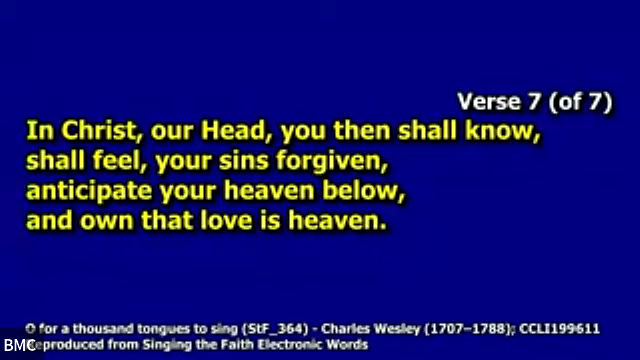 Verse 7 (of 7)
In Christ, our Head, you then shall know,
shall feel, your sins forgiven,
anticipate your heaven below,
and own that love is heaven.
O for a thousand tongues to sing (StF_364) - Charles Wesley (1707–1788); CCLI199611
BMC
Reproduced from Singing the Faith Electronic Words